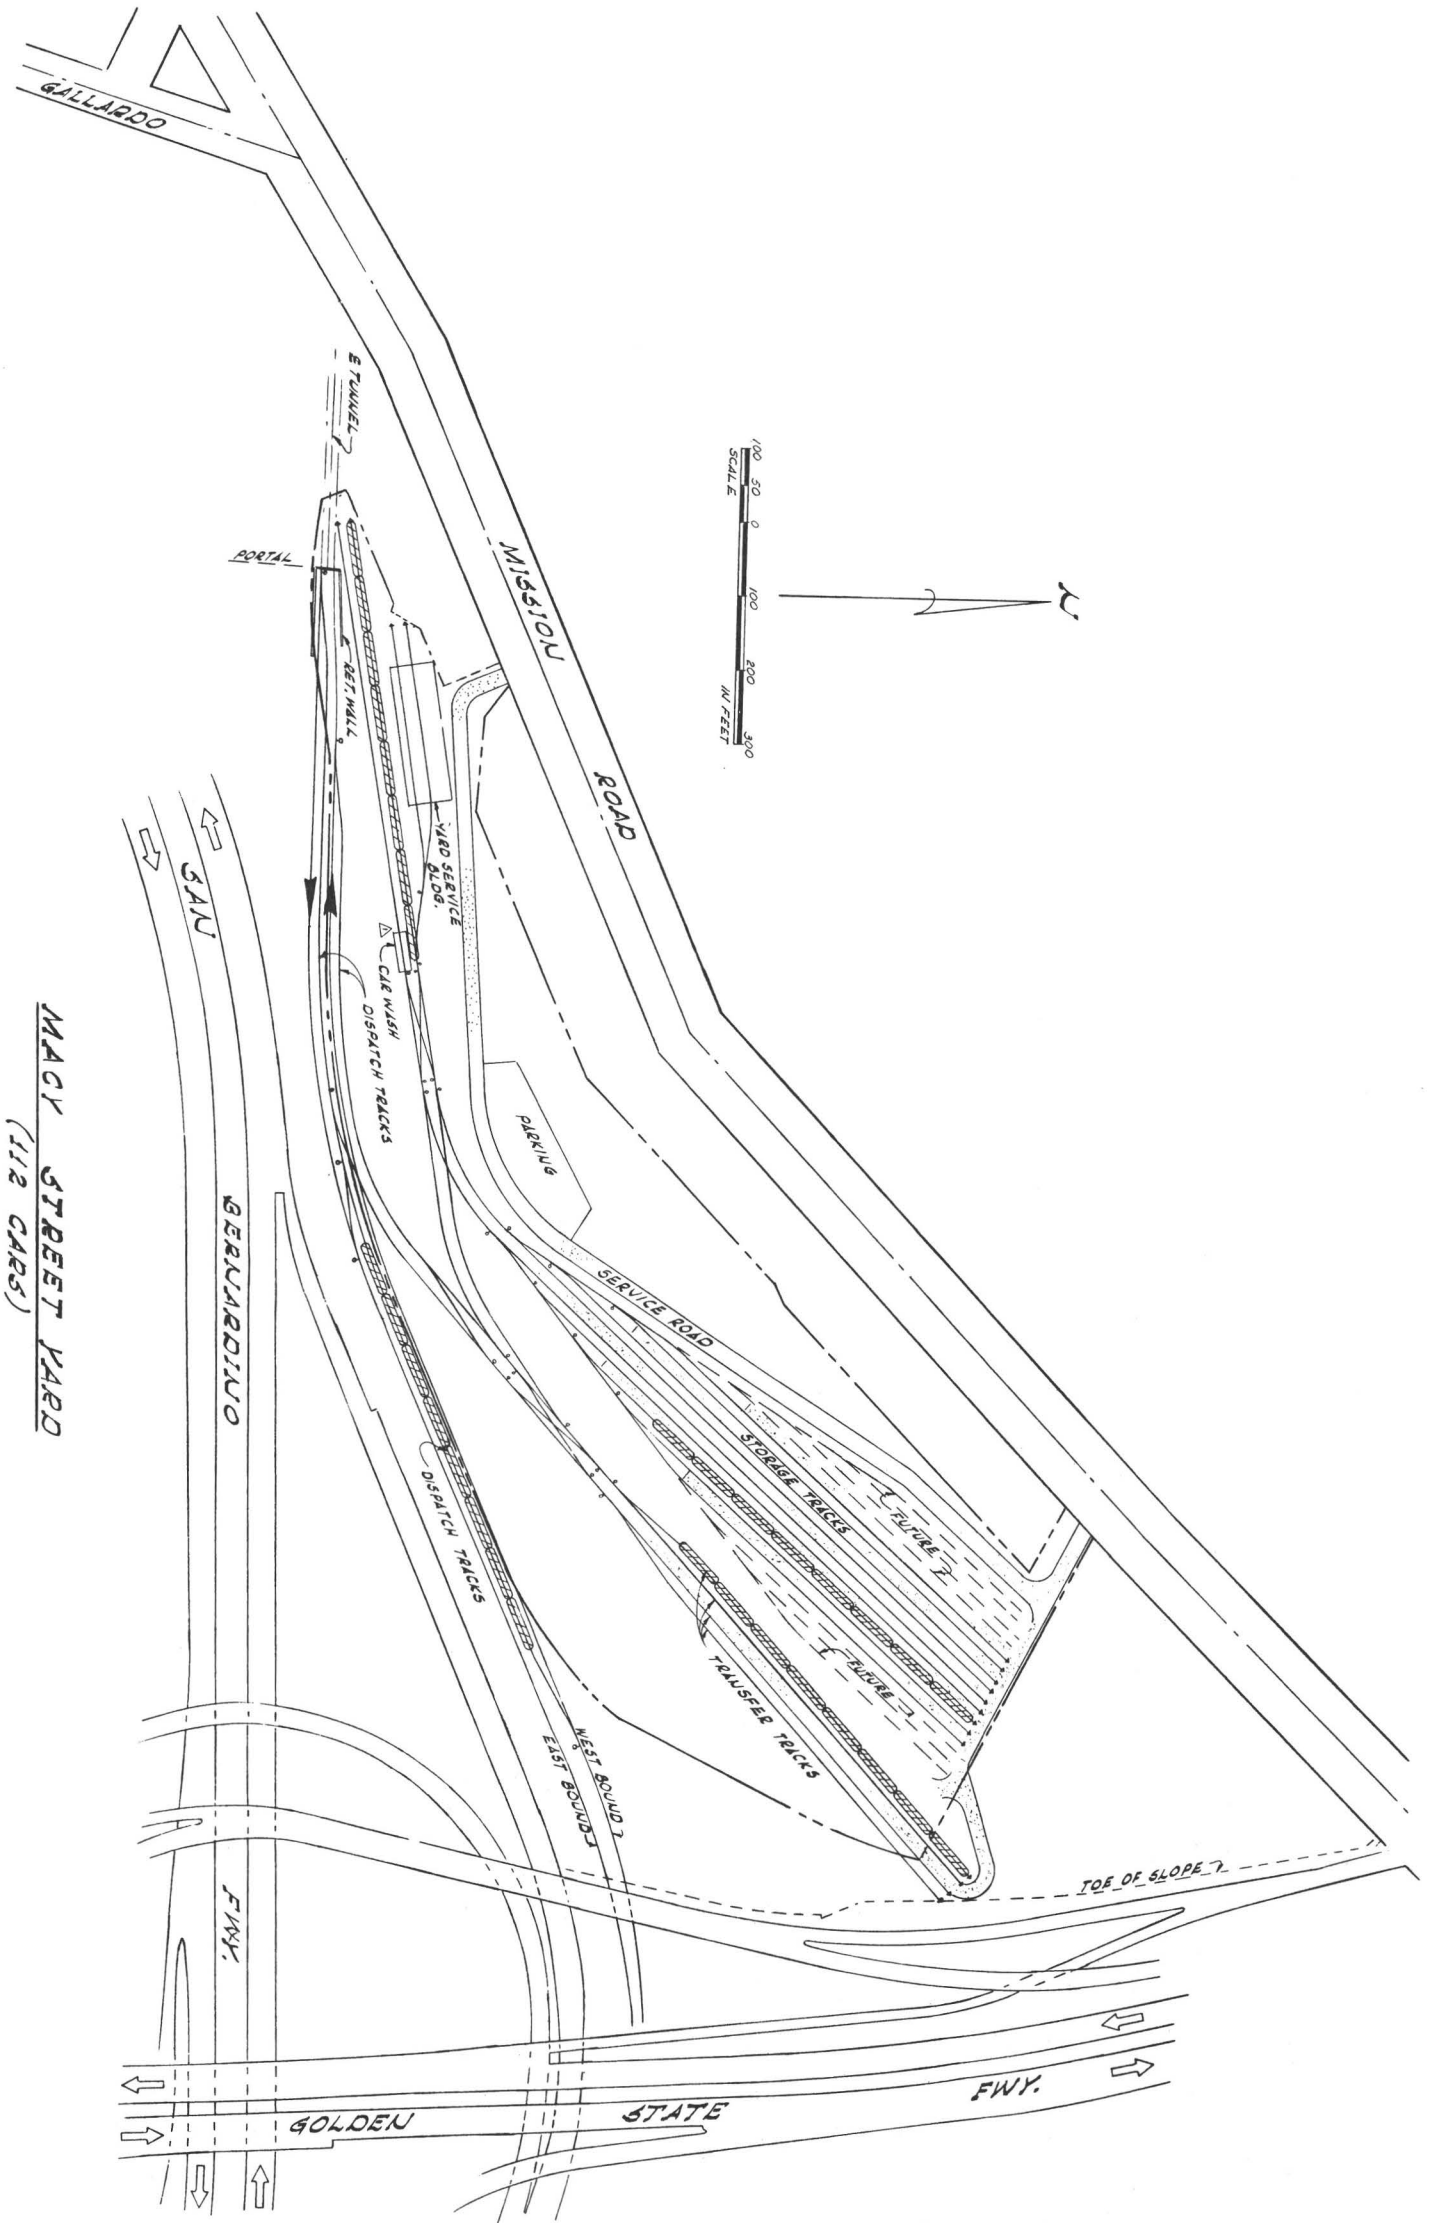 GALLARDO
MISSION
ROAD
N
100 50 0 100 200 300
SCALE
IN FEET
℄ TUNNEL
PORTAL
RET. WALL
YARD SERVICE
BLDG.
1
CAR WASH
DISPATCH TRACKS
PARKING
SERVICE ROAD
STORAGE TRACKS
FUTURE
FUTURE
TRANSFER TRACKS
DISPATCH TRACKS
WEST BOUND
EAST BOUND
TOE OF SLOPE
SAN
BERNARDINO
FWY.
GOLDEN
STATE
FWY.
MACY STREET YARD
(112 CARS)